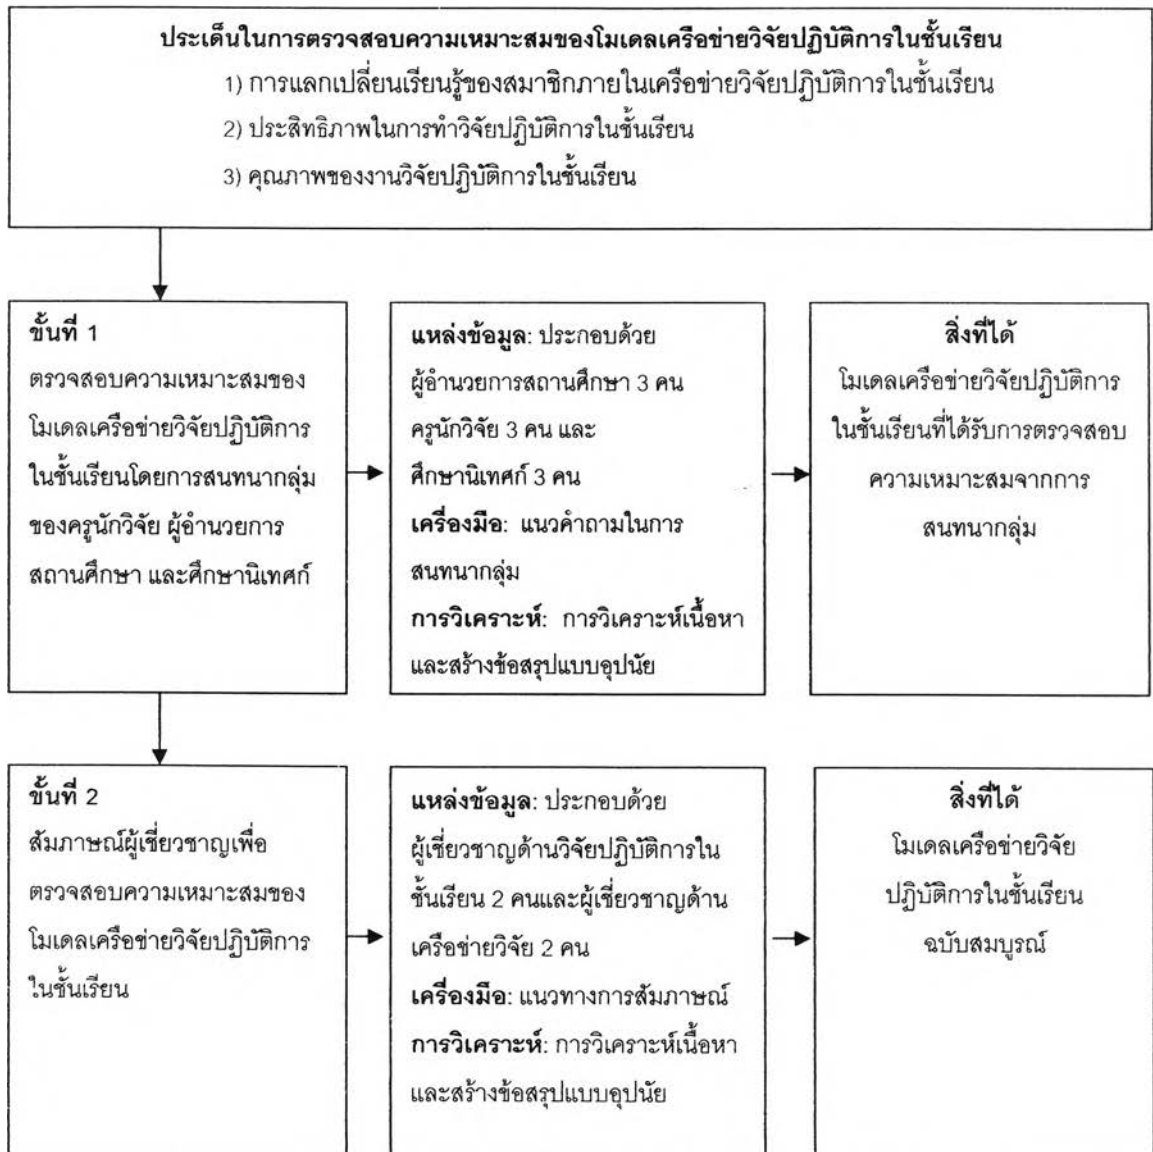 ประเด็นในการตรวจสอบความเหมาะสมของโมเดลเครือข่ายวิจัยปฏิบัติการในชั้นเรียน
1) การแลกเปลี่ยนเรียนรู้ของสมาชิกภายในเครือข่ายวิจัยปฏิบัติการในชั้นเรียน
2) ประสิทธิภาพในการทำวิจัยปฏิบัติการในชั้นเรียน
3) คุณภาพของงานวิจัยปฏิบัติการในชั้นเรียน
ขั้นที่ 1
ตรวจสอบความเหมาะสมของ
โมเดลเครือข่ายวิจัยปฏิบัติการ
ในชั้นเรียนโดยการสนทนากลุ่ม
ของครูนักวิจัย ผู้อำนวยการ
สถานศึกษา และศึกษานิเทศก์
แหล่งข้อมูล: ประกอบด้วย
ผู้อำนวยการสถานศึกษา 3 คน
ครูนักวิจัย 3 คน และ
ศึกษานิเทศก์ 3 คน
เครื่องมือ: แนวคำถามในการ
สนทนากลุ่ม
การวิเคราะห์: การวิเคราะห์เนื้อหา
และสร้างข้อสรุปแบบอุปนัย
สิ่งที่ได้
โมเดลเครือข่ายวิจัยปฏิบัติการ
ในชั้นเรียนที่ได้รับการตรวจสอบ
ความเหมาะสมจากการ
สนทนากลุ่ม
ขั้นที่ 2
สัมภาษณ์ผู้เชี่ยวชาญเพื่อ
ตรวจสอบความเหมาะสมของ
โมเดลเครือข่ายวิจัยปฏิบัติการ
ในชั้นเรียน
แหล่งข้อมูล: ประกอบด้วย
ผู้เชี่ยวชาญด้านวิจัยปฏิบัติการใน
ชั้นเรียน 2 คนและผู้เชี่ยวชาญด้าน
เครือข่ายวิจัย 2 คน
เครื่องมือ: แนวทางการสัมภาษณ์
การวิเคราะห์: การวิเคราะห์เนื้อหา
และสร้างข้อสรุปแบบอุปนัย
สิ่งที่ได้
โมเดลเครือข่ายวิจัย
ปฏิบัติการในชั้นเรียน
ฉบับสมบูรณ์